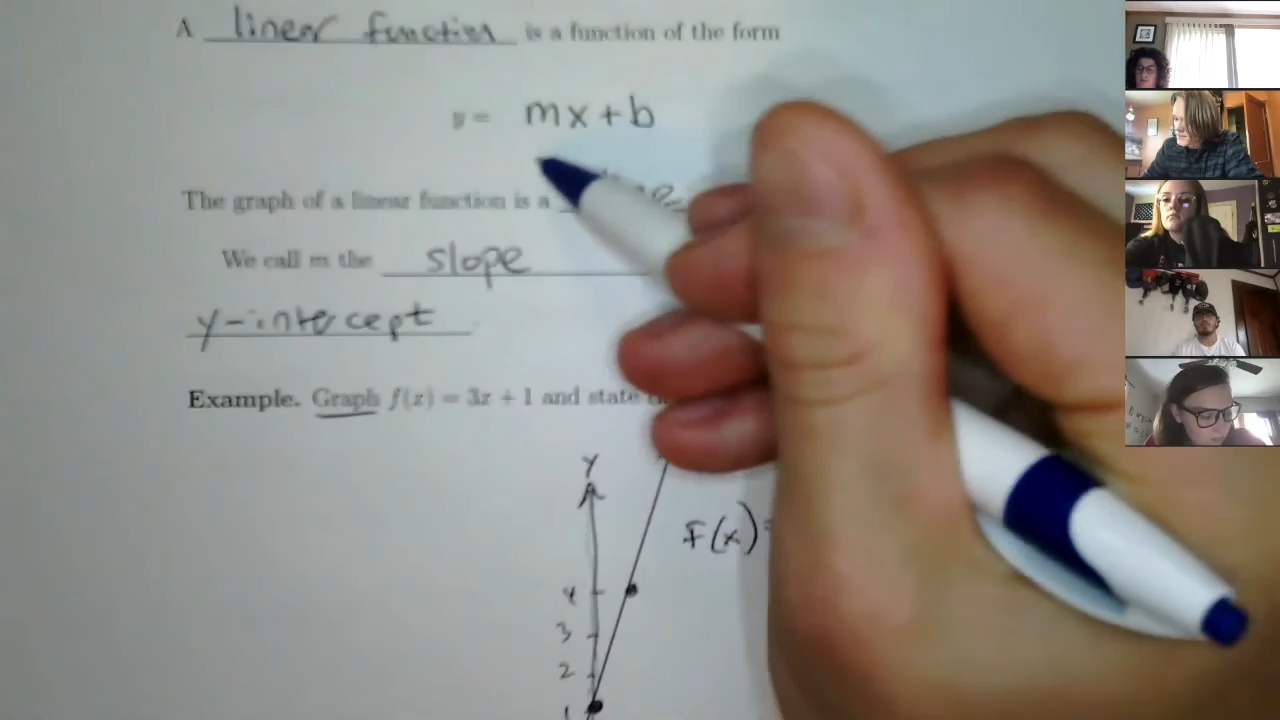 A linear function is a function of the form
y = mx+b
The graph of a linear function is a
We call m the slope
y-intercept
Example. Graph f(x) = 3x + 1 and state
y
f(x)=
4
3
2
1